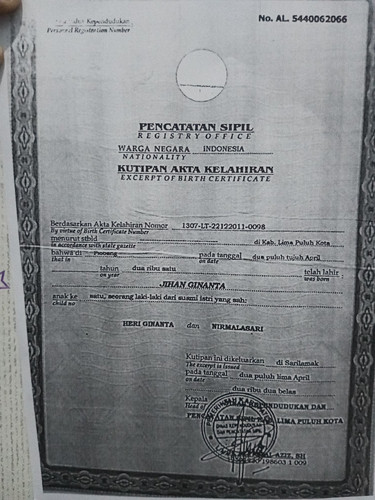 Kependudukan
Personal Registration Number
No. AL. 5440062066
PENCATATAN SIPIL
REGISTRY OFFICE
WARGA NEGARA INDONESIA
NATIONALITY
KUTIPAN AKTA KELAHIRAN
EXCERPT OF BIRTH CERTIFICATE
Berdasarkan Akta Kelahiran Nomor 1307-LT-22122011-0098
By virtue of Birth Certificate Number
menurut stbld di Kab. Lima Puluh Kota
in accordance with state gazette
bahwa di pada tanggal dua puluh tujuh April
that in on date
tahun dua ribu satu telah lahir
on year was born
JIHAN GINANTA
anak ke satu, seorang laki-laki dari suami istri yang sah:
child no
HERI GINANTA dan NIRMALASARI
Kutipan ini dikeluarkan di Sarilamak
The excerpt is issued
pada tanggal dua puluh lima April
on date
dua ribu dua belas
Kepala KEPENDUDUKAN DAN
Head of
PENCATATAN SIPIL LIMA PULUH KOTA
AZIZ, SH
198603 1 009